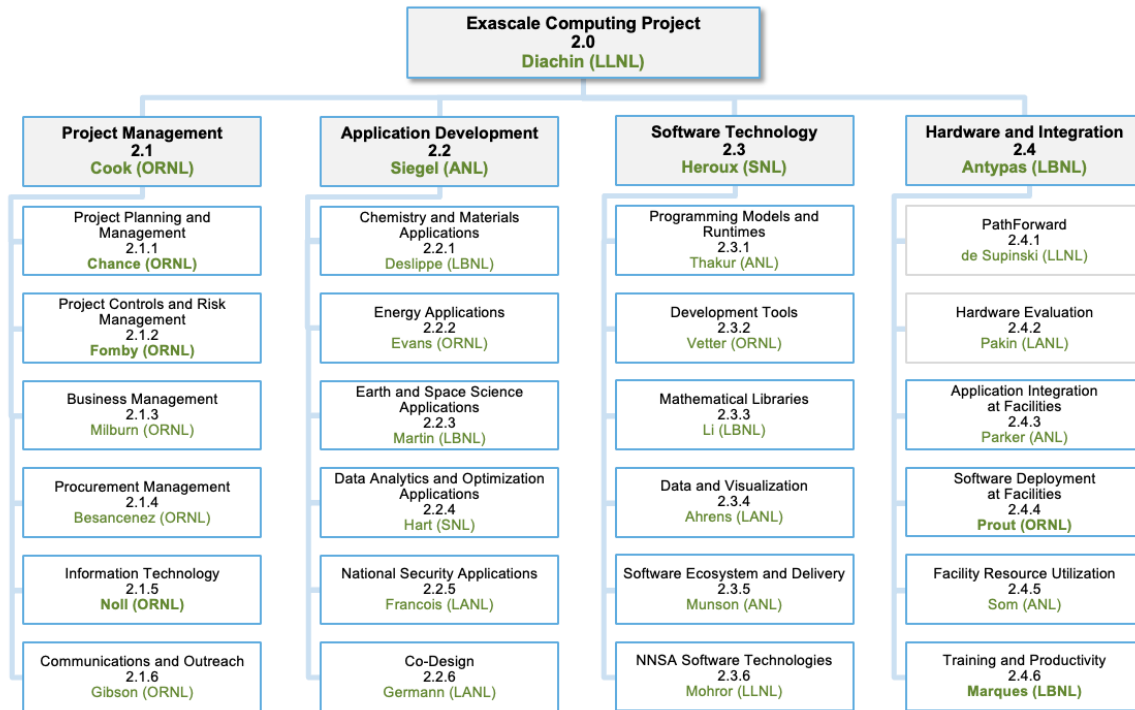 Exascale Computing Project
2.0
Diachin (LLNL)
Project Management
2.1
Cook (ORNL)
Project Planning and
Management
2.1.1
Chance (ORNL)
Project Controls and Risk
Management
2.1.2
Fomby (ORNL)
Business Management
2.1.3
Milburn (ORNL)
Procurement Management
2.1.4
Besancenez (ORNL)
Information Technology
2.1.5
Noll (ORNL)
Communications and Outreach
2.1.6
Gibson (ORNL)
Application Development
2.2
Siegel (ANL)
Chemistry and Materials
Applications
2.2.1
Deslippe (LBNL)
Energy Applications
2.2.2
Evans (ORNL)
Earth and Space Science
Applications
2.2.3
Martin (LBNL)
Data Analytics and Optimization
Applications
2.2.4
Hart (SNL)
National Security Applications
2.2.5
Francois (LANL)
Co-Design
2.2.6
Germann (LANL)
Software Technology
2.3
Heroux (SNL)
Programming Models and
Runtimes
2.3.1
Thakur (ANL)
Development Tools
2.3.2
Vetter (ORNL)
Mathematical Libraries
2.3.3
Li (LBNL)
Data and Visualization
2.3.4
Ahrens (LANL)
Software Ecosystem and Delivery
2.3.5
Munson (ANL)
NNSA Software Technologies
2.3.6
Mohror (LLNL)
Hardware and Integration
2.4
Antypas (LBNL)
PathForward
2.4.1
de Supinski (LLNL)
Hardware Evaluation
2.4.2
Pakin (LANL)
Application Integration
at Facilities
2.4.3
Parker (ANL)
Software Deployment
at Facilities
2.4.4
Prout (ORNL)
Facility Resource Utilization
2.4.5
Som (ANL)
Training and Productivity
2.4.6
Marques (LBNL)